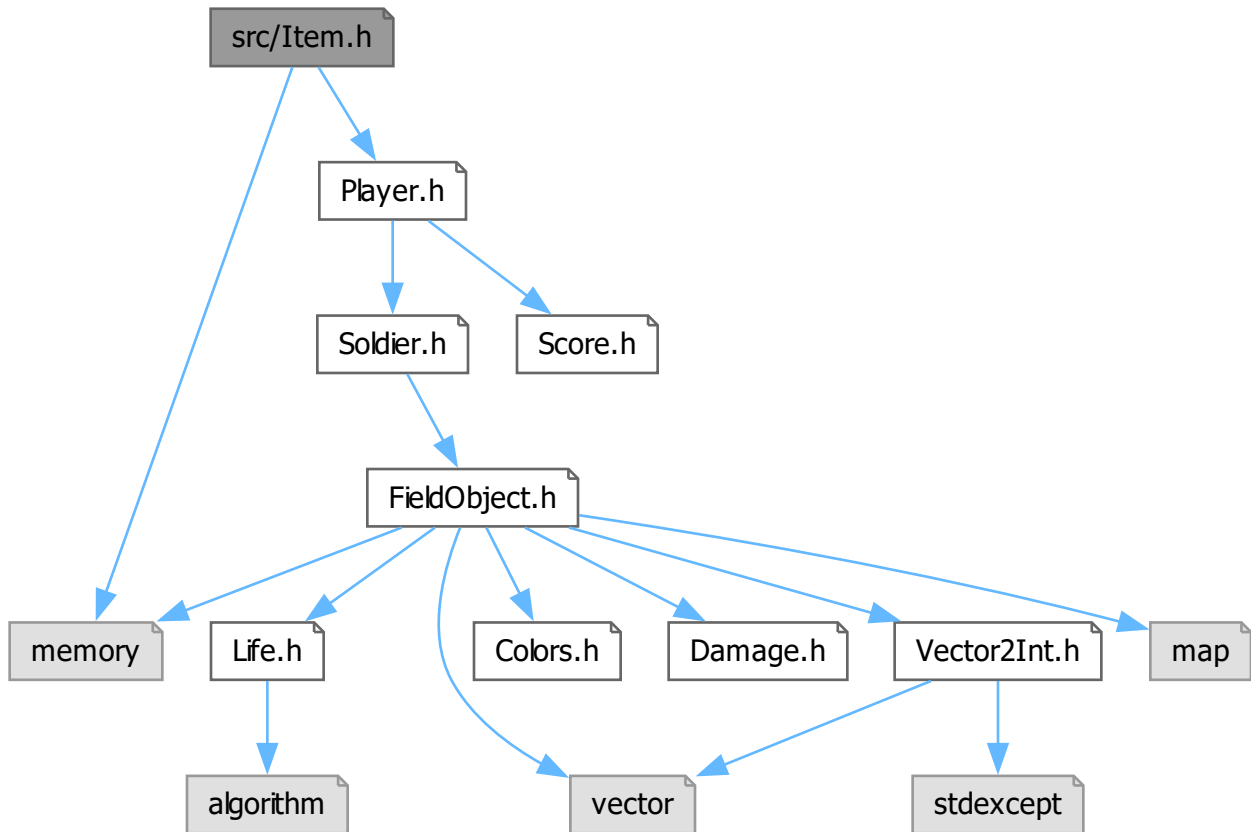 src/Item.h
Player.h
Soldier.h
Score.h
FieldObject.h
memory
Life.h
Colors.h
Damage.h
Vector2Int.h
map
algorithm
vector
stdexcept